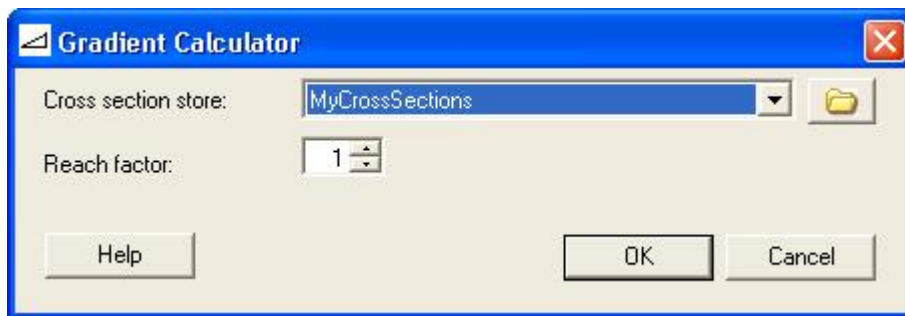 Gradient Calculator
Cross section store: MyCrossSections
Reach factor: 1
Help OK Cancel